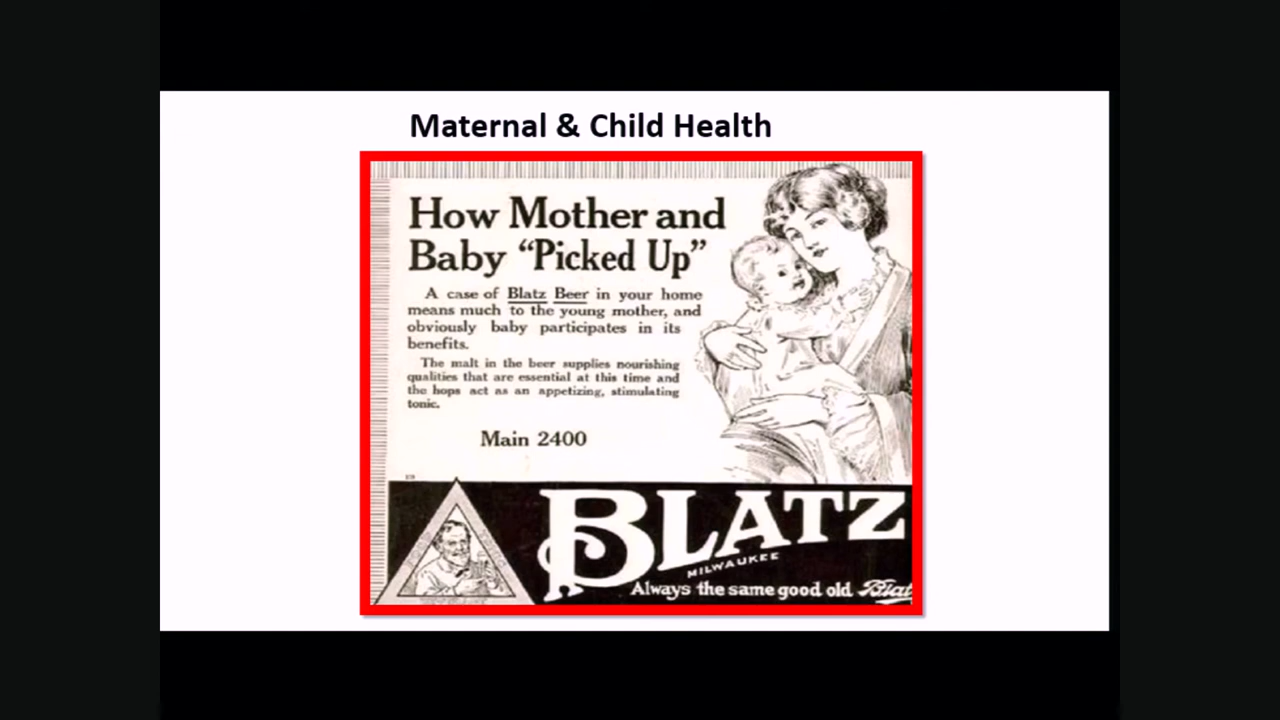 Maternal & Child Health
How Mother and
Baby “Picked Up”
A case of Blatz Beer in your home
means much to the young mother, and
obviously baby participates in its
benefits.
The malt in the beer supplies nourishing
qualities that are essential at this time and
the hops act as an appetizing, stimulating
tonic.
Main 2400
BLATZ
MILWAUKEE
Always the same good old Blatz